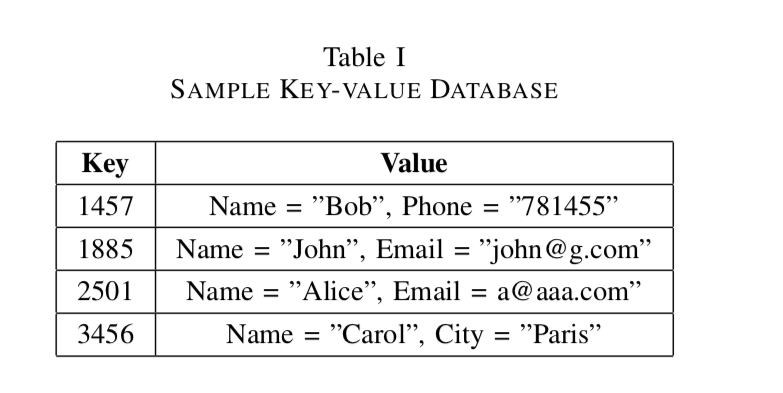 Table I
SAMPLE KEY-VALUE DATABASE
Key Value
1457 Name = ”Bob”, Phone = ”781455”
1885 Name = ”John”, Email = ”john@g.com”
2501 Name = ”Alice”, Email = a@aaa.com”
3456 Name = ”Carol”, City = ”Paris”